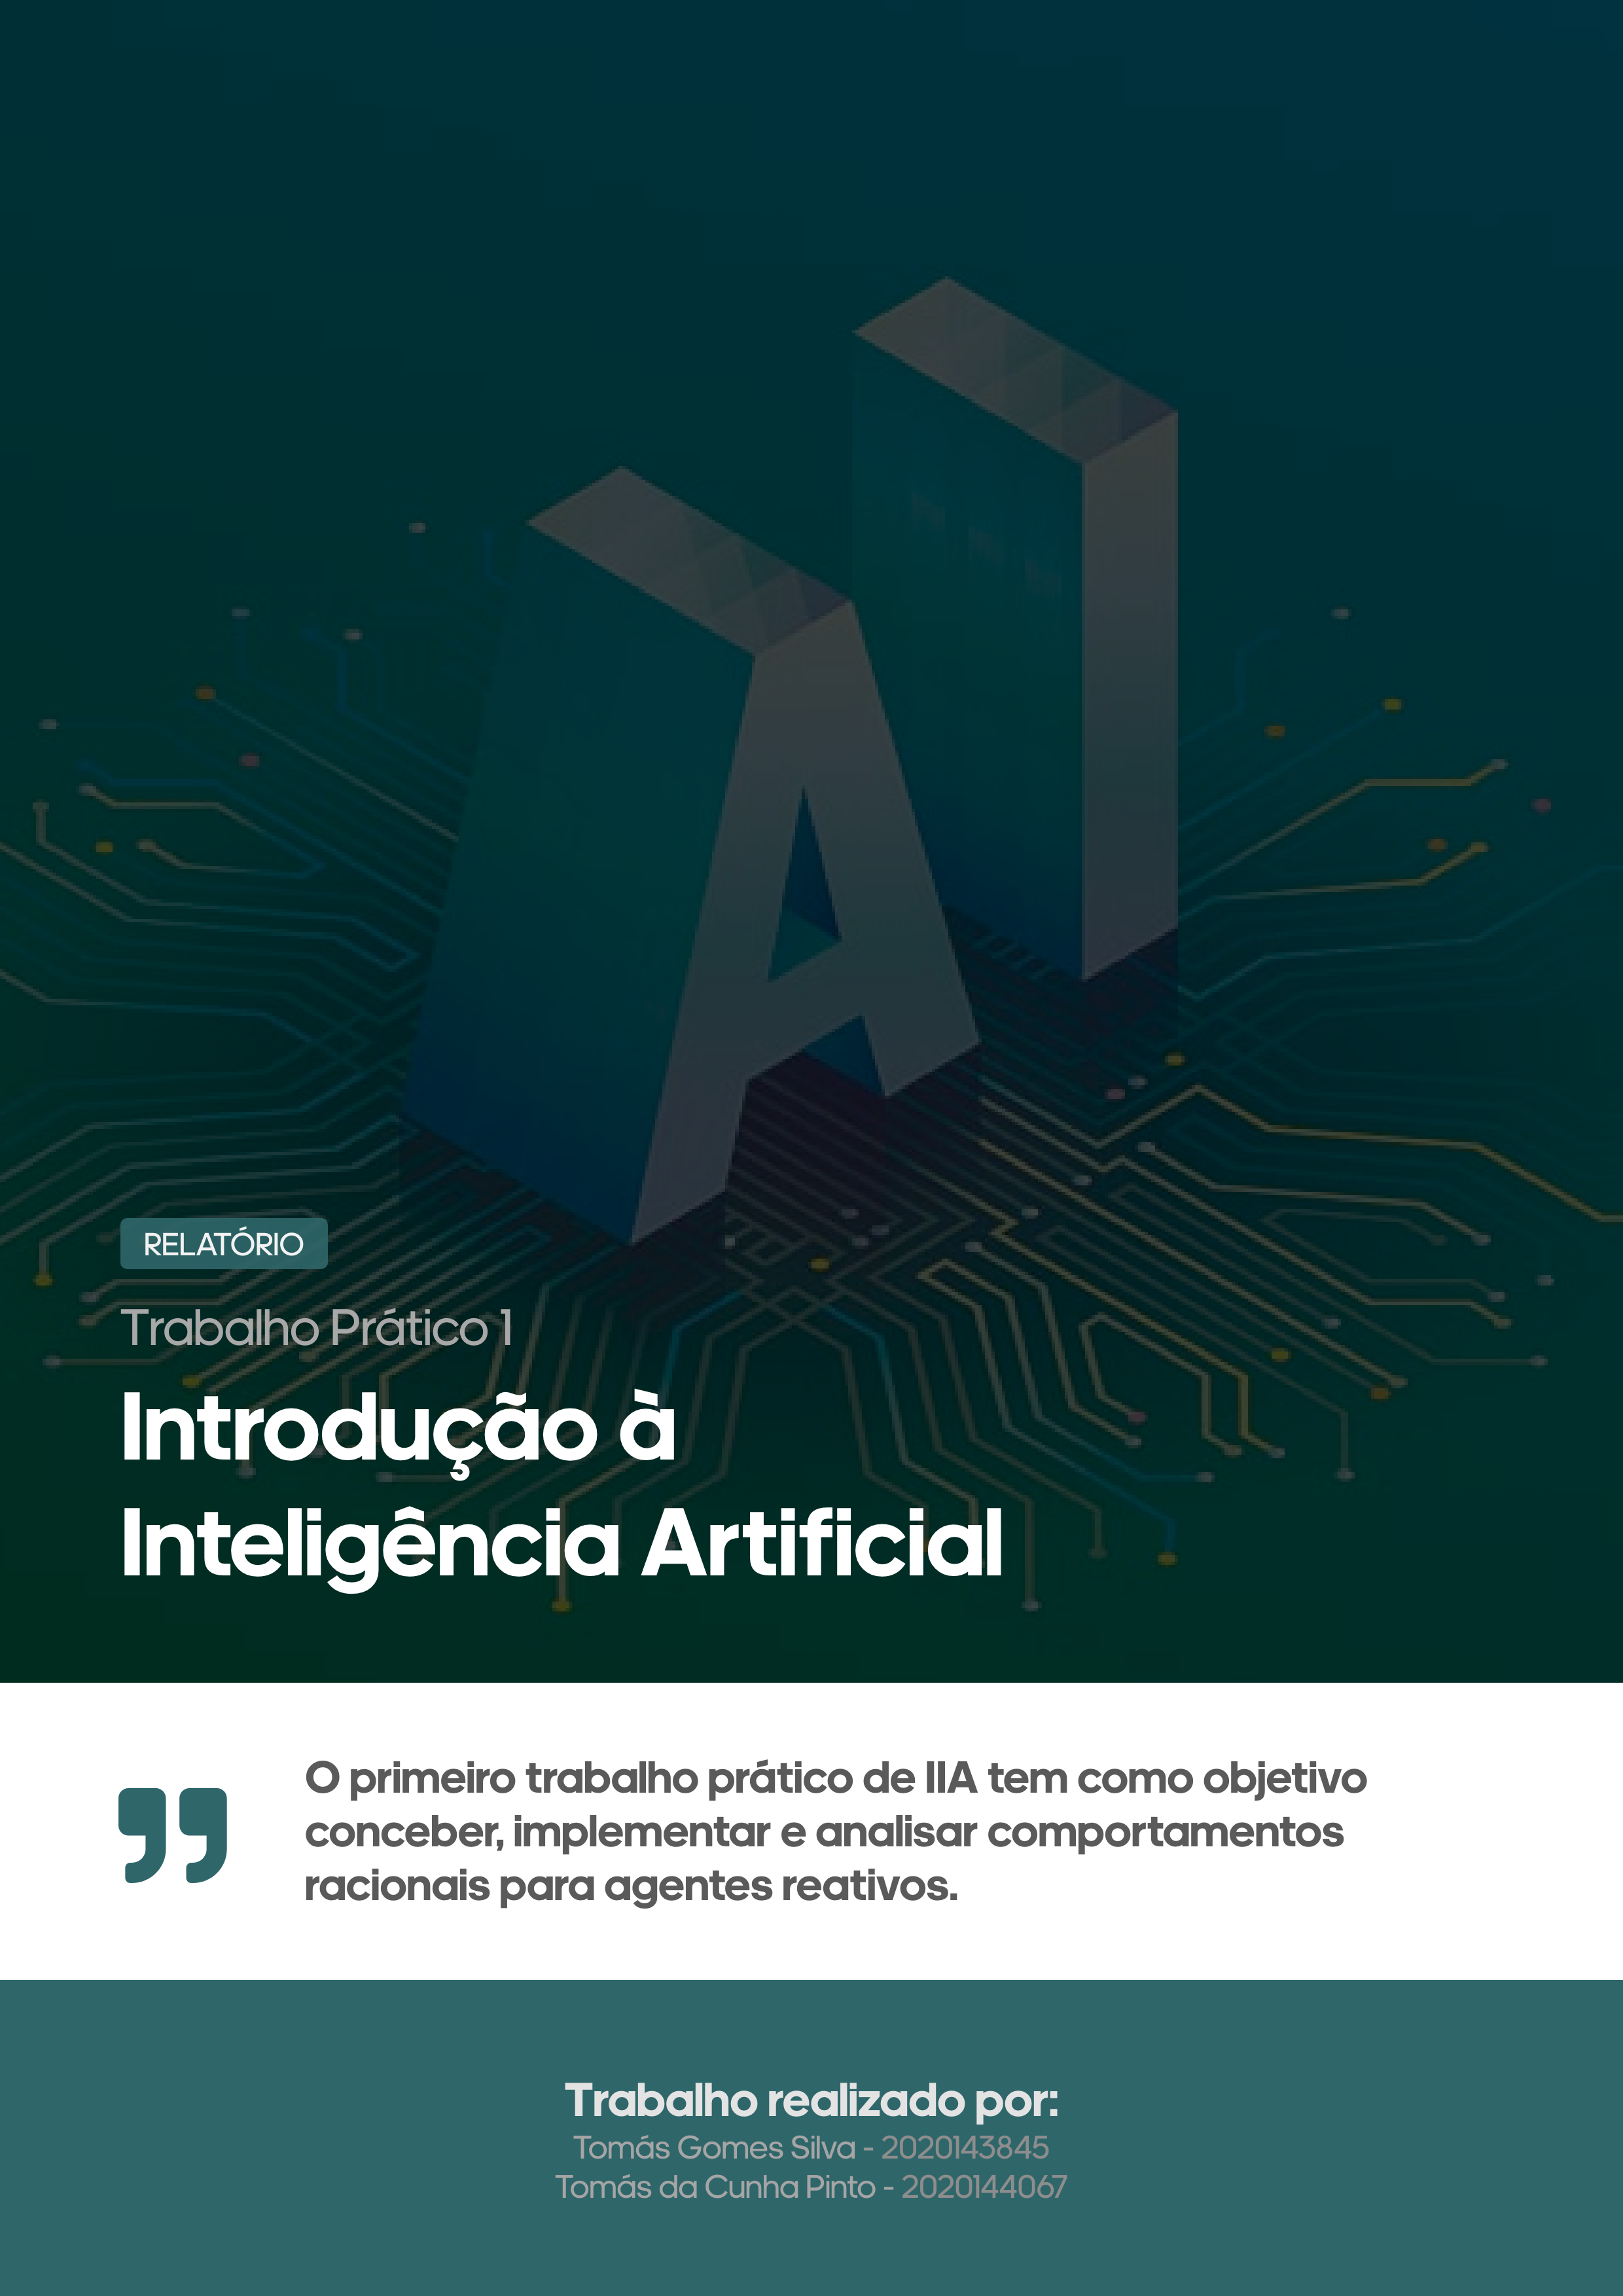 RELATÓRIO
Trabalho Prático 1
Introdução à
Inteligência Artificial
O primeiro trabalho prático de IIA tem como objetivo
conceber, implementar e analisar comportamentos
racionais para agentes reativos.
Trabalho realizado por:
Tomás Gomes Silva - 2020143845
Tomás da Cunha Pinto - 2020144067